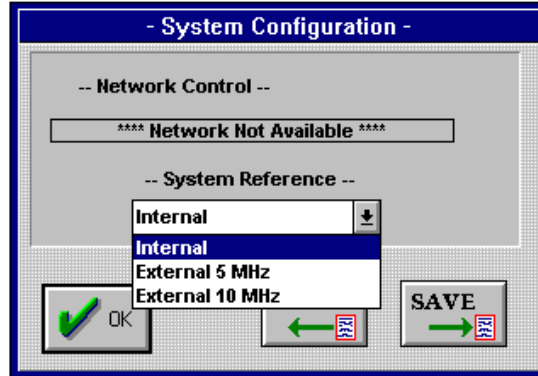 - System Configuration -
-- Network Control --
**** Network Not Available ****
-- System Reference --
Internal
Internal
External 5 MHz
External 10 MHz
OK
SAVE